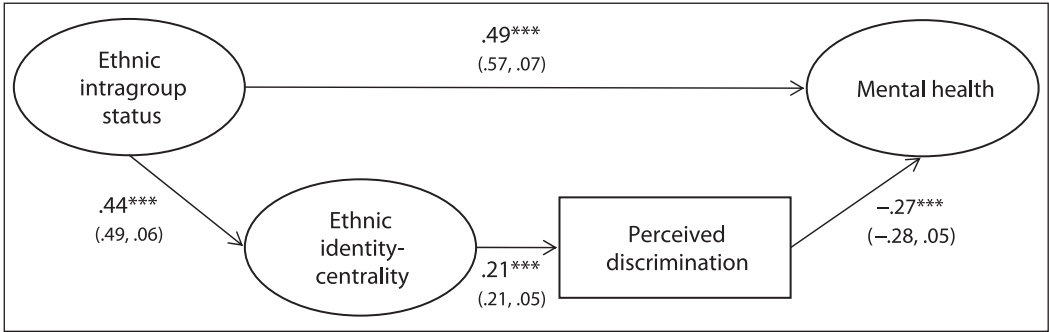 Ethnic
intragroup
status
.49***
(.57, .07)
Mental health
.44***
(.49, .06)
Ethnic
identity-
centrality
.21***
(.21, .05)
Perceived
discrimination
−.27***
(−.28, .05)